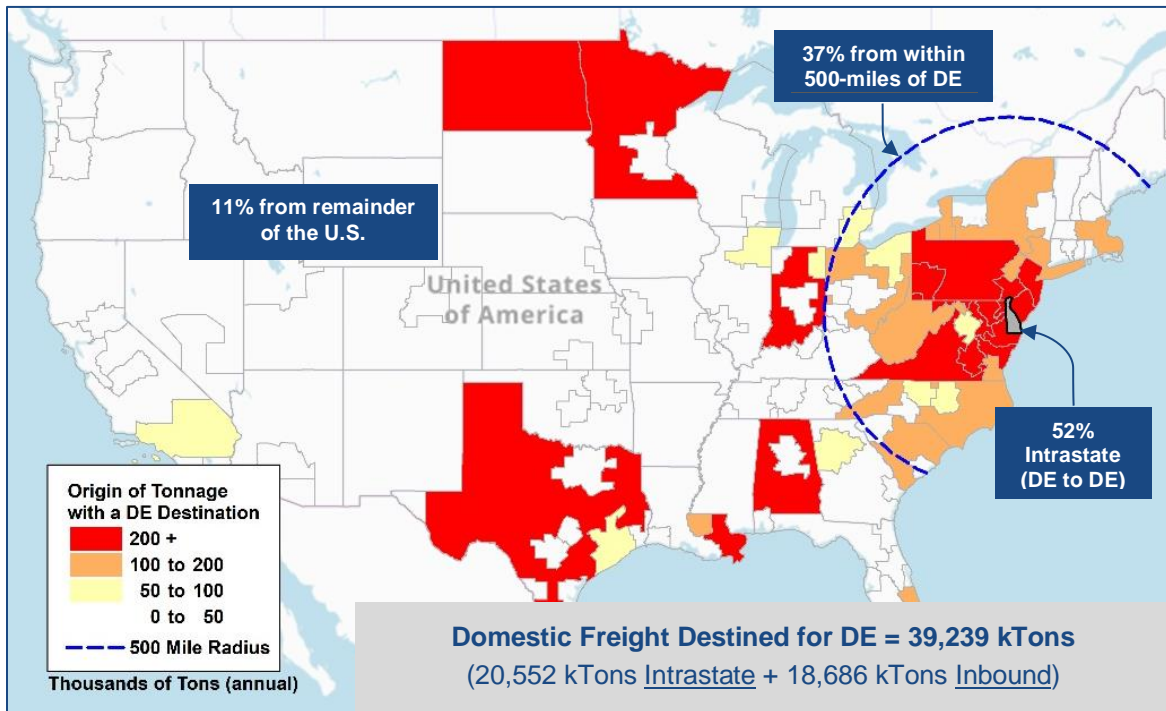 37% from within
500-miles of DE
11% from remainder
of the U.S.
United States
of America
52%
Intrastate
(DE to DE)
Origin of Tonnage
with a DE Destination
200 +
100 to 200
50 to 100
0 to 50
500 Mile Radius
Thousands of Tons (annual)
Domestic Freight Destined for DE = 39,239 kTons
(20,552 kTons Intrastate + 18,686 kTons Inbound)